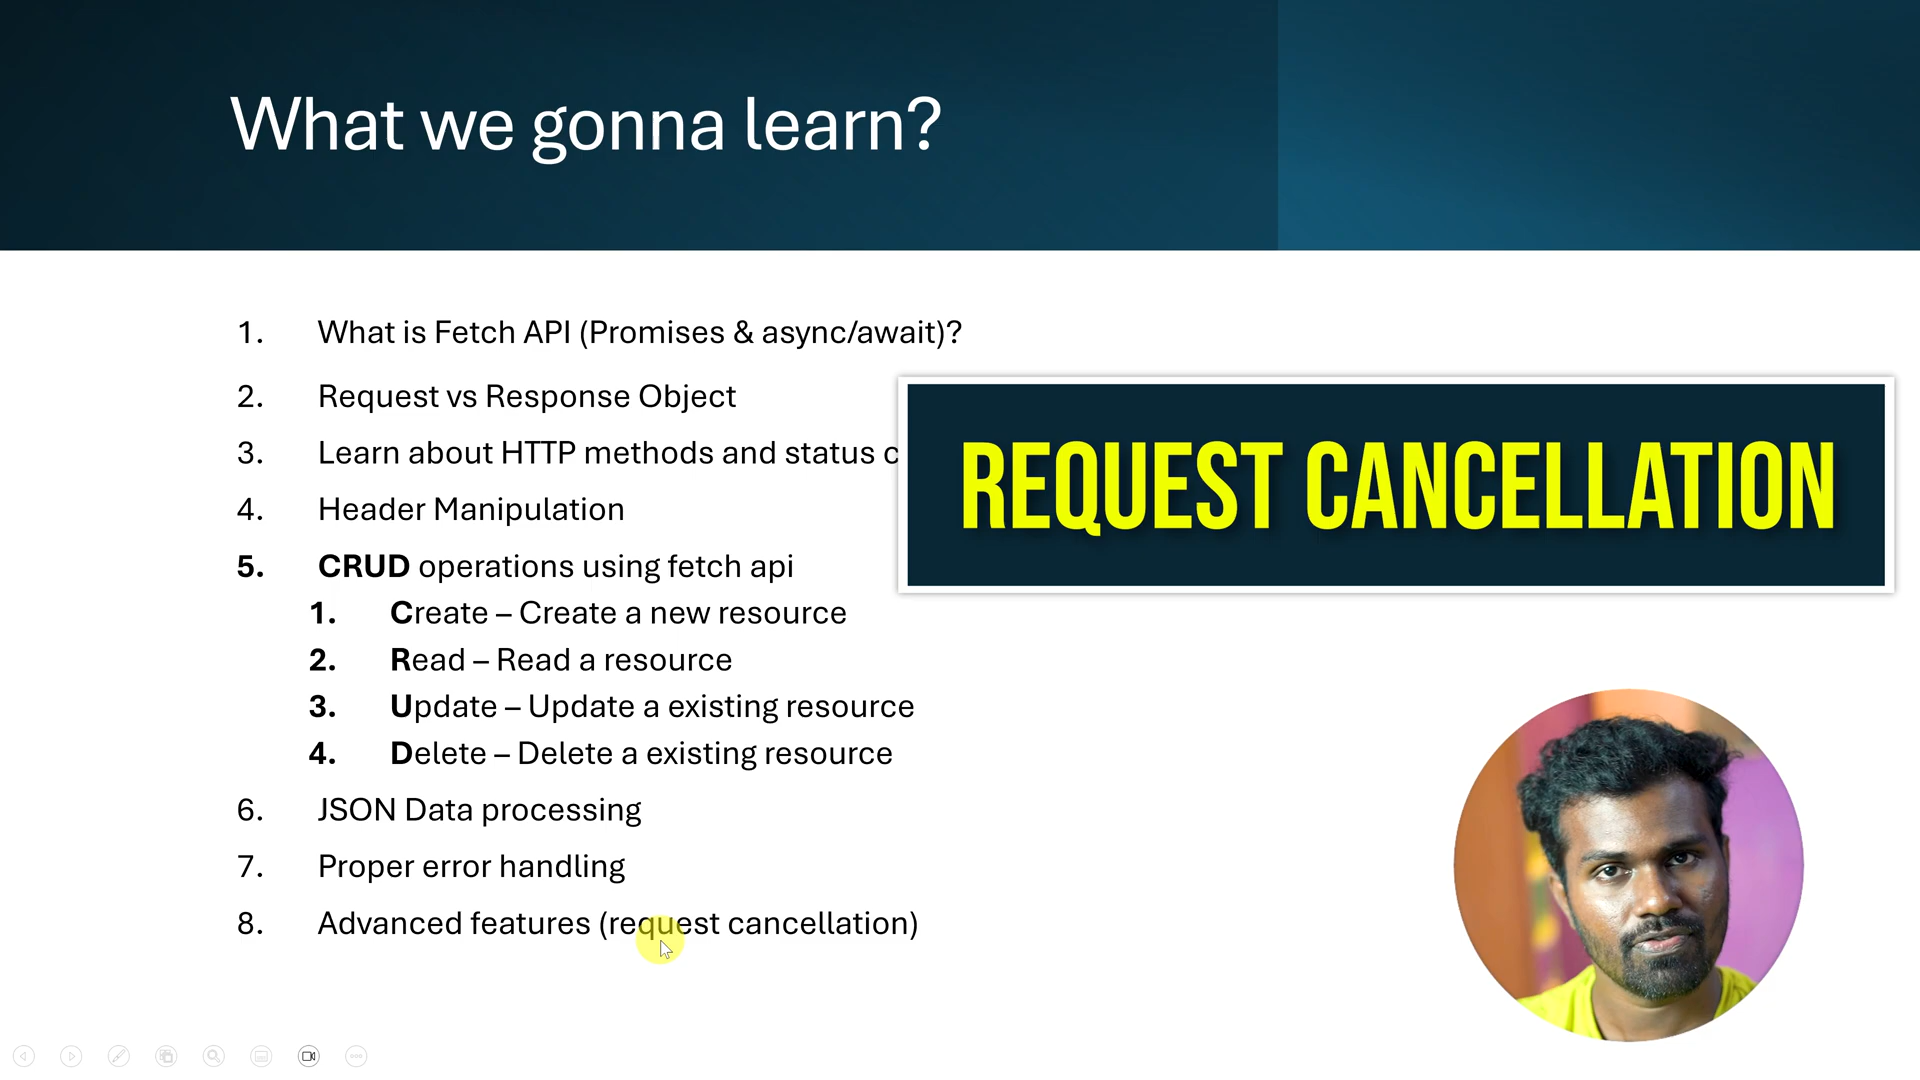 What we gonna learn?
1. What is Fetch API (Promises & async/await)?
2. Request vs Response Object
3. Learn about HTTP methods and status c
4. Header Manipulation
5. CRUD operations using fetch api
1. Create – Create a new resource
2. Read – Read a resource
3. Update – Update a existing resource
4. Delete – Delete a existing resource
6. JSON Data processing
7. Proper error handling
8. Advanced features (request cancellation)
REQUEST CANCELLATION